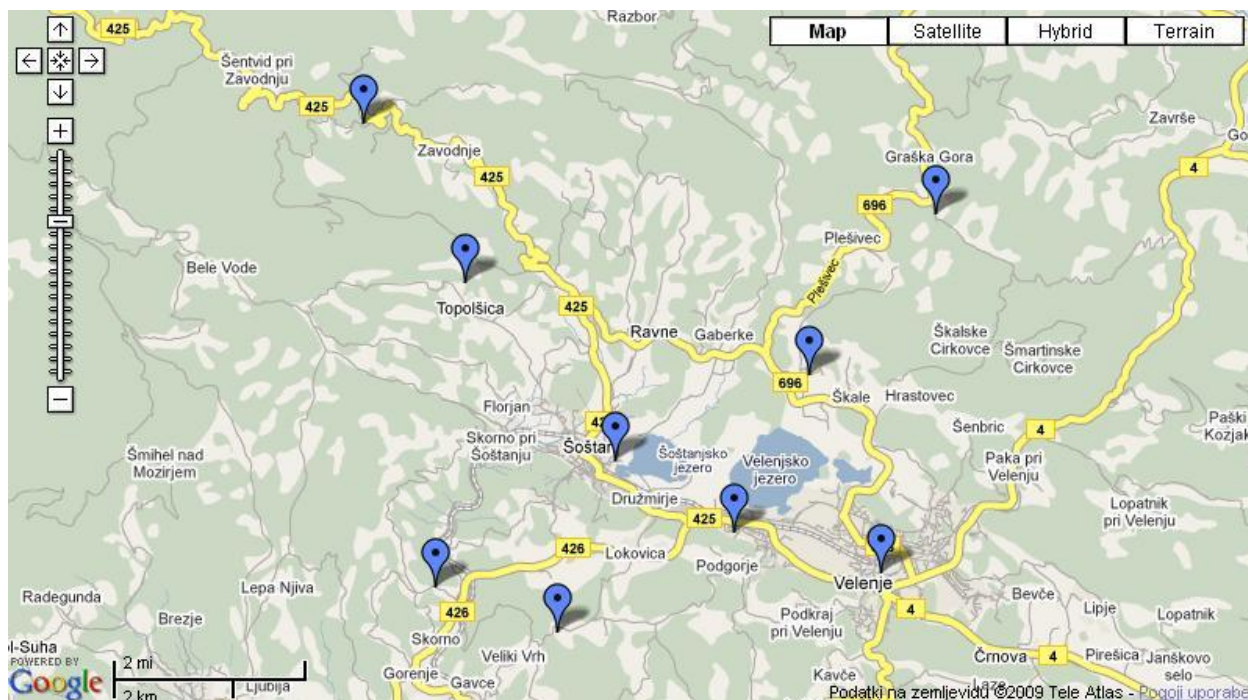 Razbor
Map
Satellite
Hybrid
Terrain
425
Šentvid pri
Zavodnju
425
Zavodnje
425
Završe
Graška Gora
4
696
Plešivec
Plešivec
Bele Vode
Topolšica
425
Ravne
Gaberke
Škalske
Cirkovce
Šmartinske
Cirkovce
696
Škale
Hrastovec
Florjan
Skorno pri
Šoštanju
Šenbric
4
Paški
Kozjak
Šmihel nad
Mozirjem
Šoštanjsko
jezero
Velenjsko
jezero
Paka pri
Velenju
Družmirje
Lopatnik
pri Velenju
425
426
Lokovica
Podgorje
Velenje
Lepa Njiva
Radegunda
Brezje
426
Skorno
Veliki Vrh
Podkraj
pri Velenju
4
Bevče
Lipje
Lopatnik
Gorenje
Gavce
Kavče
Črnova
4
Pirešica
Janškovo
selo
Laze
Ljubija
POWERED BY
Google
2 mi
2 km
Podatki na zemljevidu ©2009 Tele Atlas - Pogoji uporabe